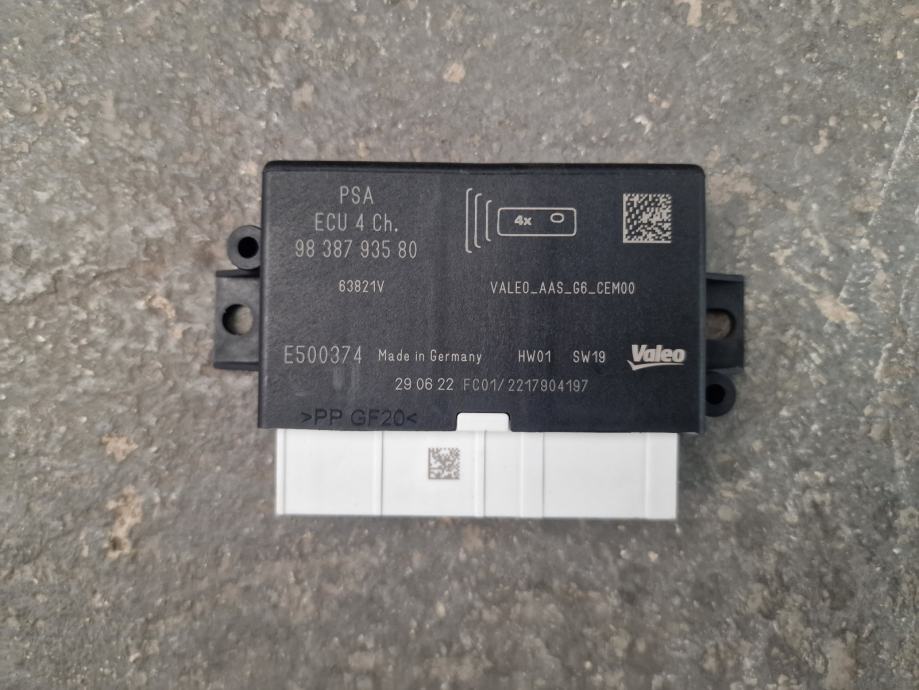 PSA
ECU 4 Ch.
98 387 935 80
4x
63821V
VALEO_AAS_G6_CEM00
E500374 Made in Germany HW01 SW19 Valeo
29 06 22 FC01/2217804197
>PP GF20<